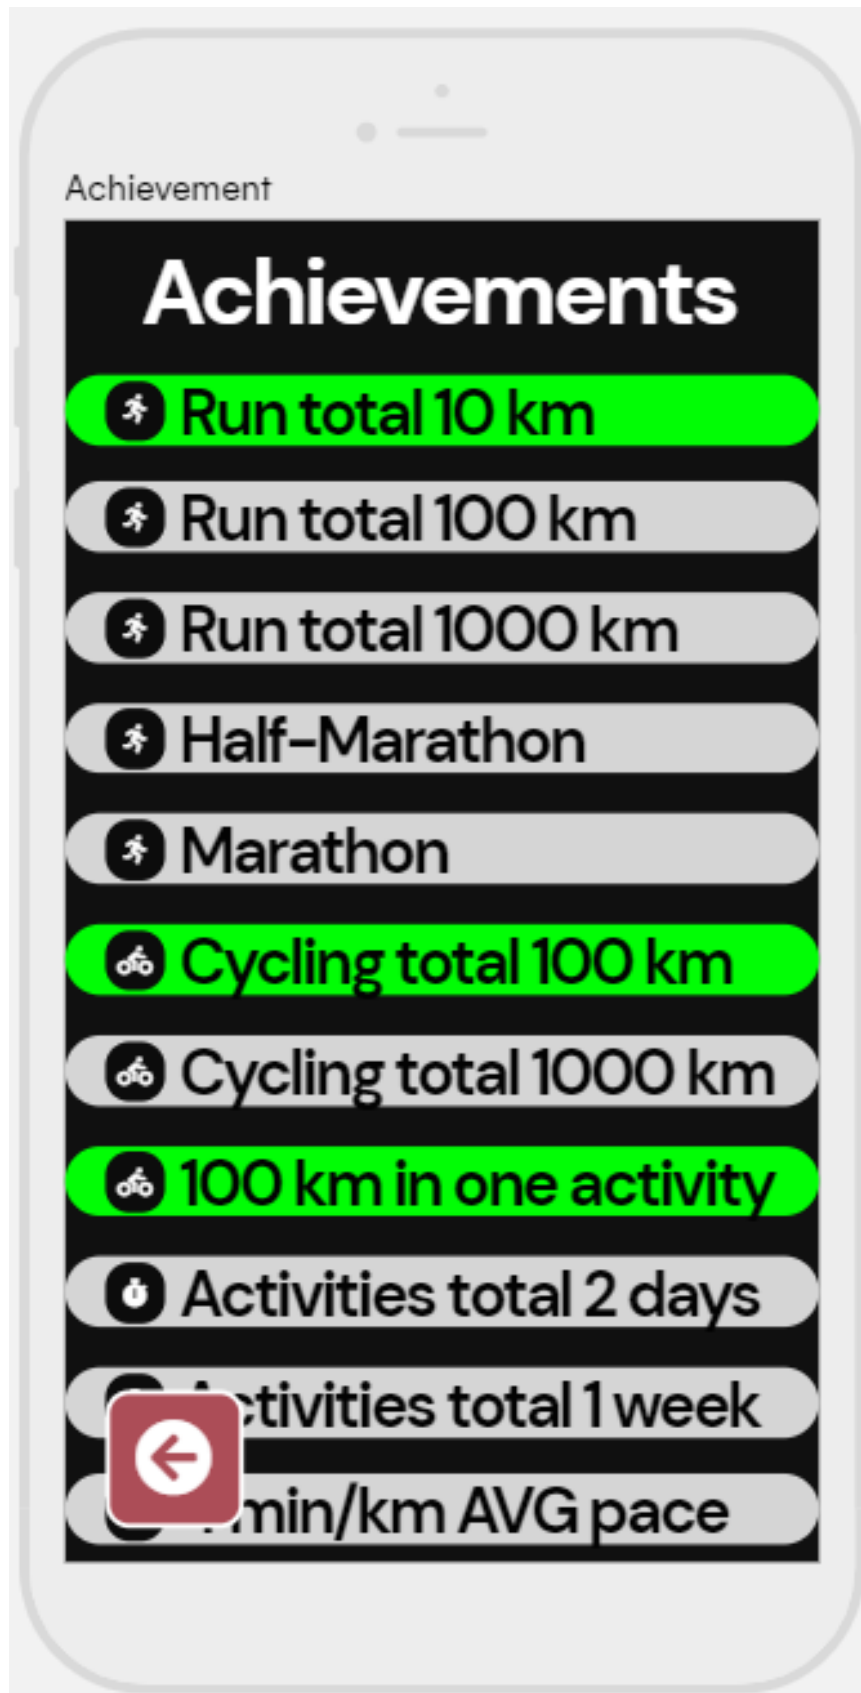 Achievement
Achievements
Run total 10 km
Run total 100 km
Run total 1000 km
Half-Marathon
Marathon
Cycling total 100 km
Cycling total 1000 km
100 km in one activity
Activities total 2 days
Activities total 1 week
min/km AVG pace